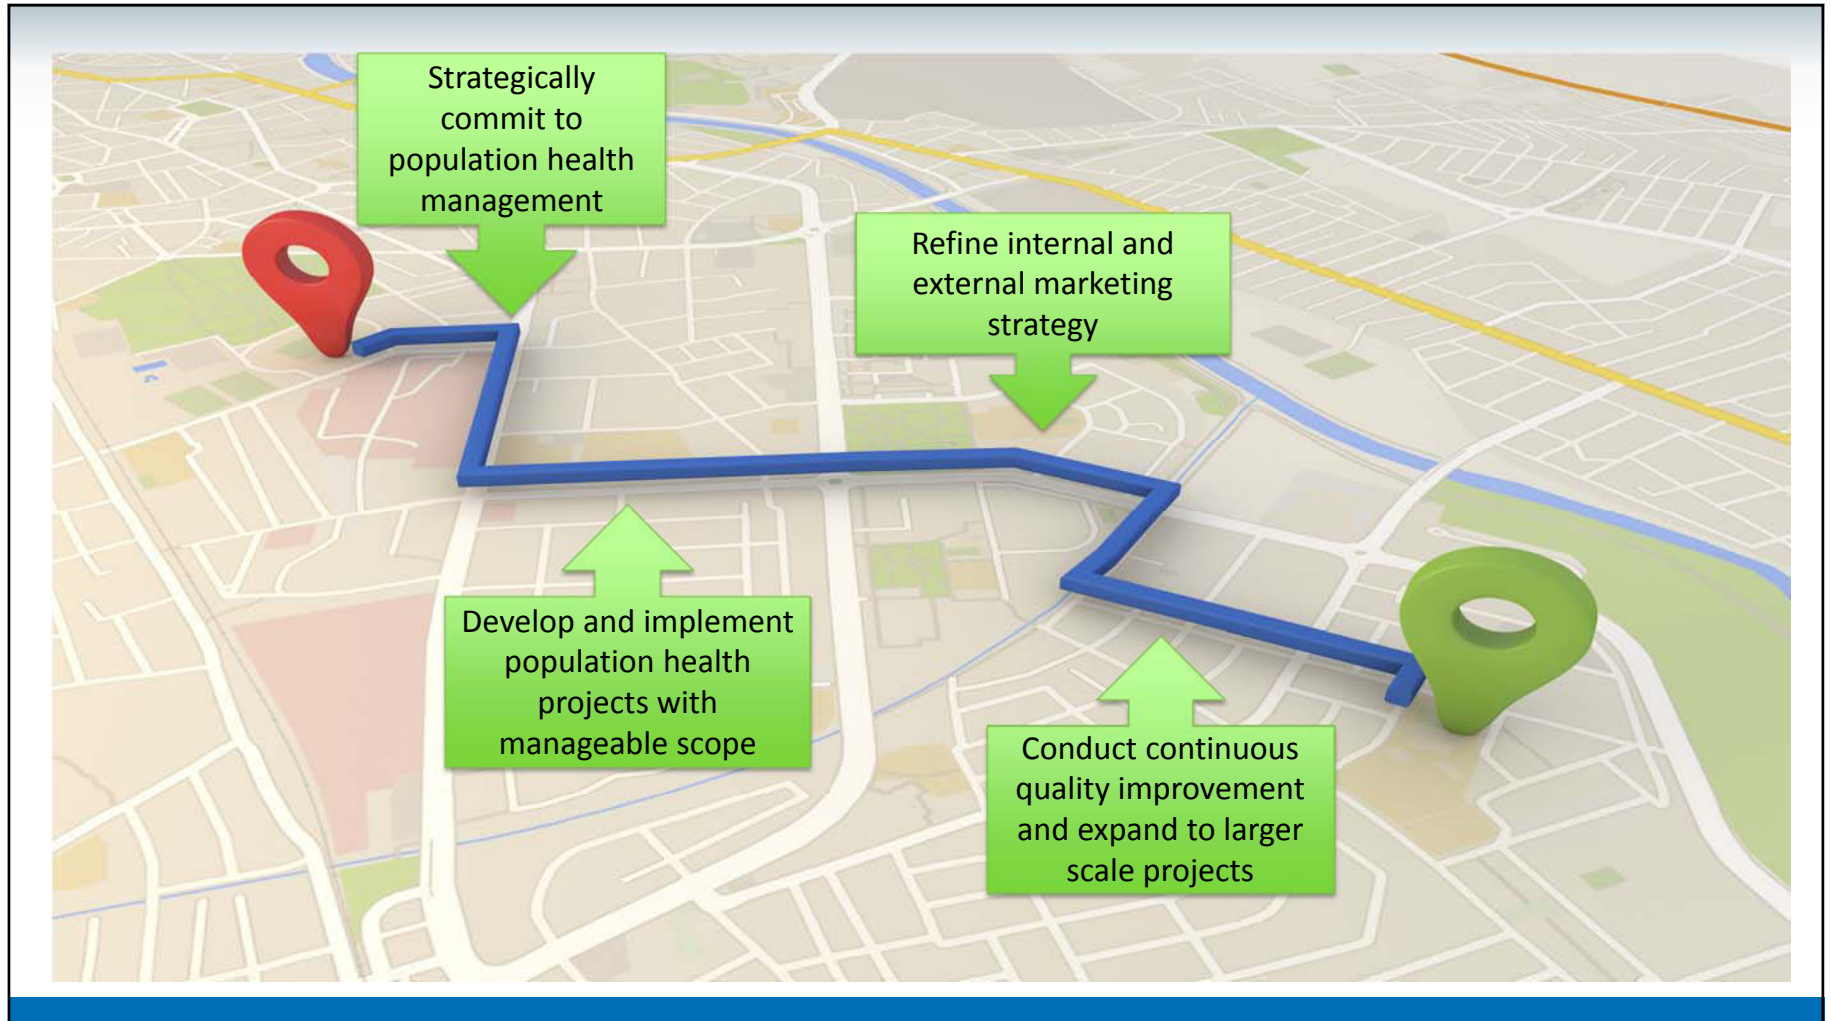 Strategically
commit to
population health
management
Refine internal and
external marketing
strategy
Develop and implement
population health
projects with
manageable scope
Conduct continuous
quality improvement
and expand to larger
scale projects